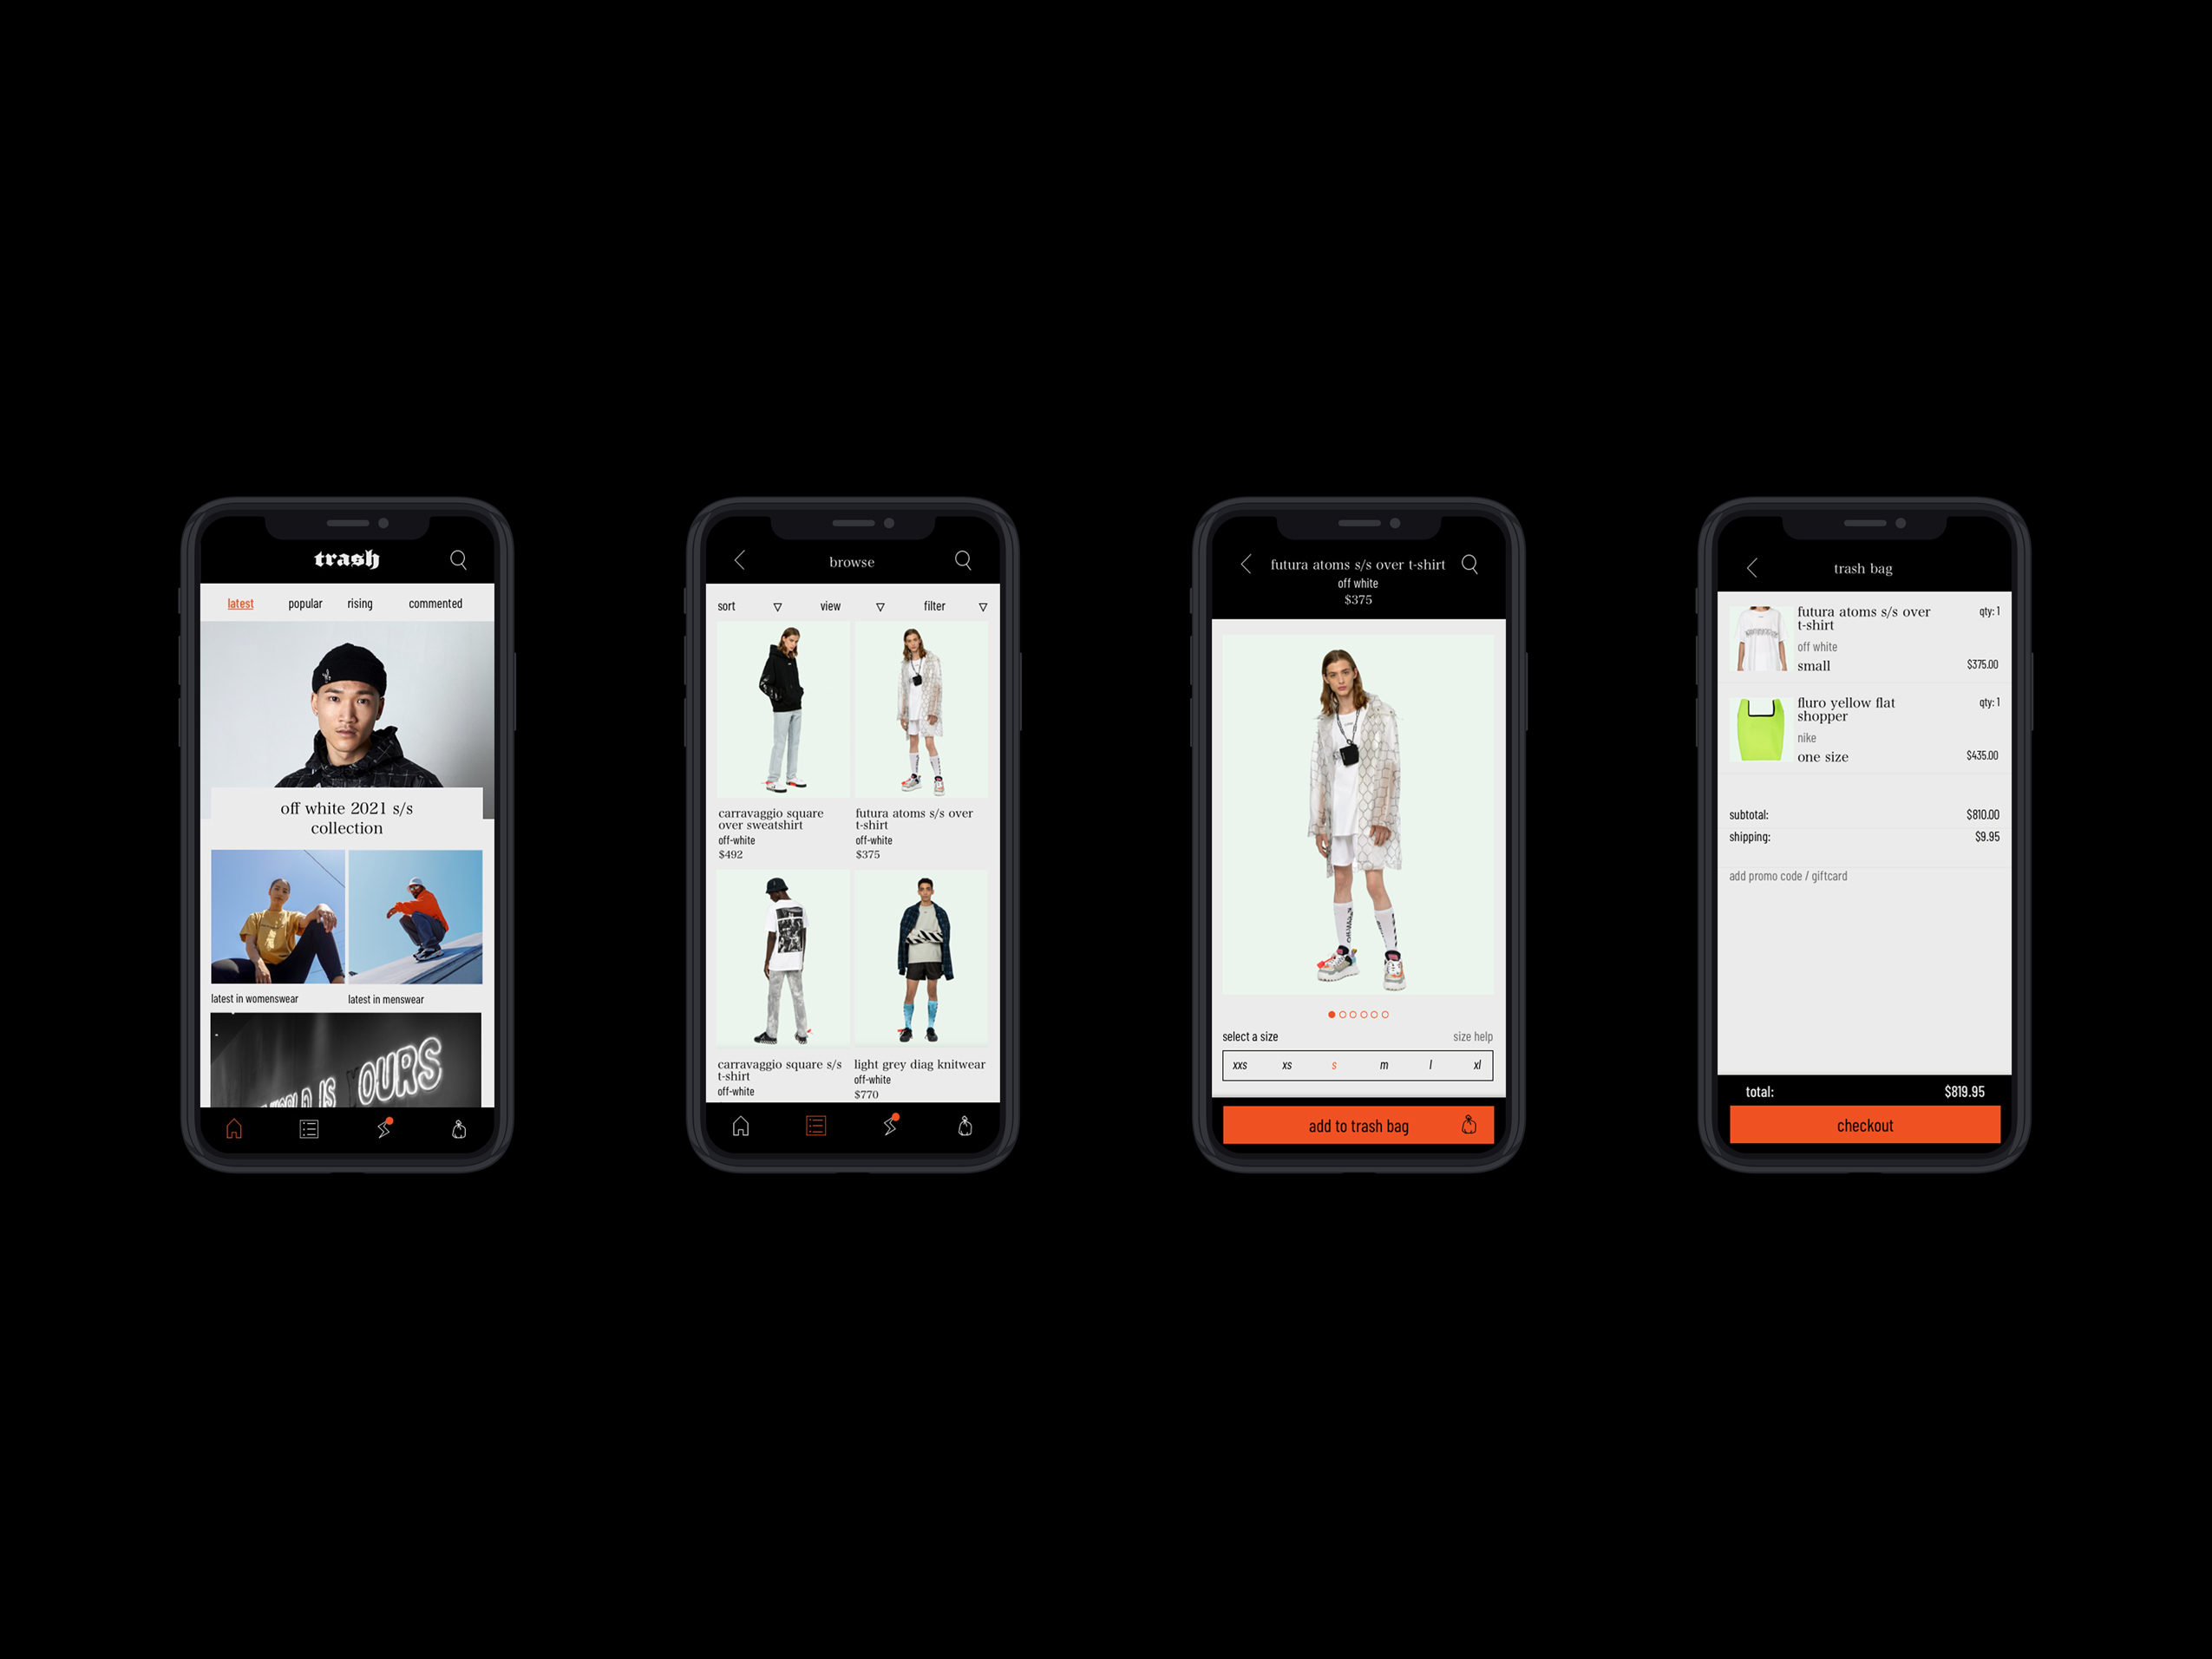 trash
latest popular rising commented
off white 2021 s/s
collection
latest in womenswear latest in menswear
WORLD IS OURS
browse
sort view filter
carravaggio square
over sweatshirt
off-white
$492
futura atoms s/s over
t-shirt
off-white
$375
carravaggio square s/s
t-shirt
off-white
light grey diag knitwear
off-white
$770
futura atoms s/s over t-shirt
off white
$375
select a size size help
xxs xs s m l xl
add to trash bag
trash bag
futura atoms s/s over
t-shirt
qty: 1
off white
small
$375.00
fluro yellow flat
shopper
qty: 1
nike
one size
$435.00
subtotal: $810.00
shipping: $9.95
add promo code / giftcard
total: $819.95
checkout